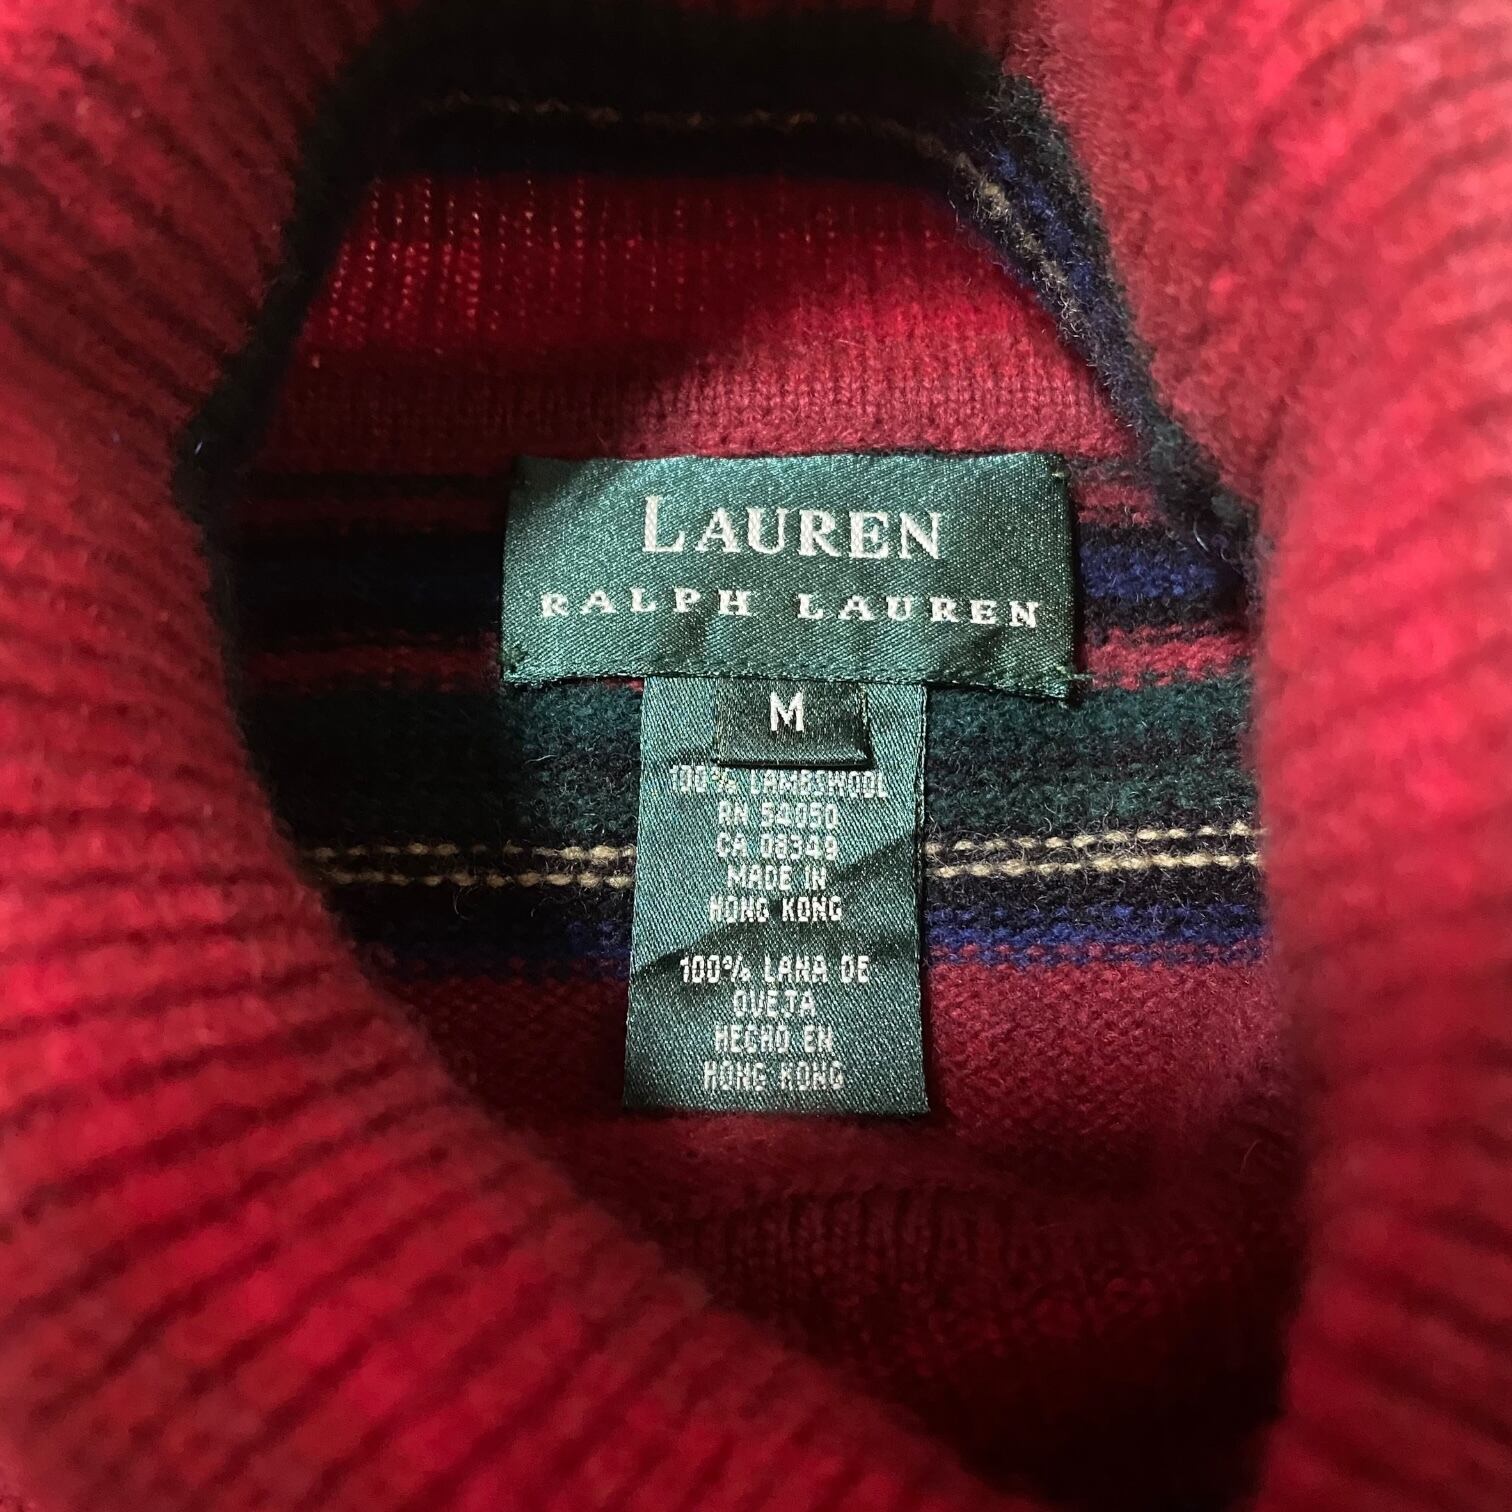 LAUREN
RALPH LAUREN
M
100% LAMBSWOOL
RN 54050
CA 08349
MADE IN
HONG KONG
100% LANA DE
OVEJA
HECHO EN
HONG KONG